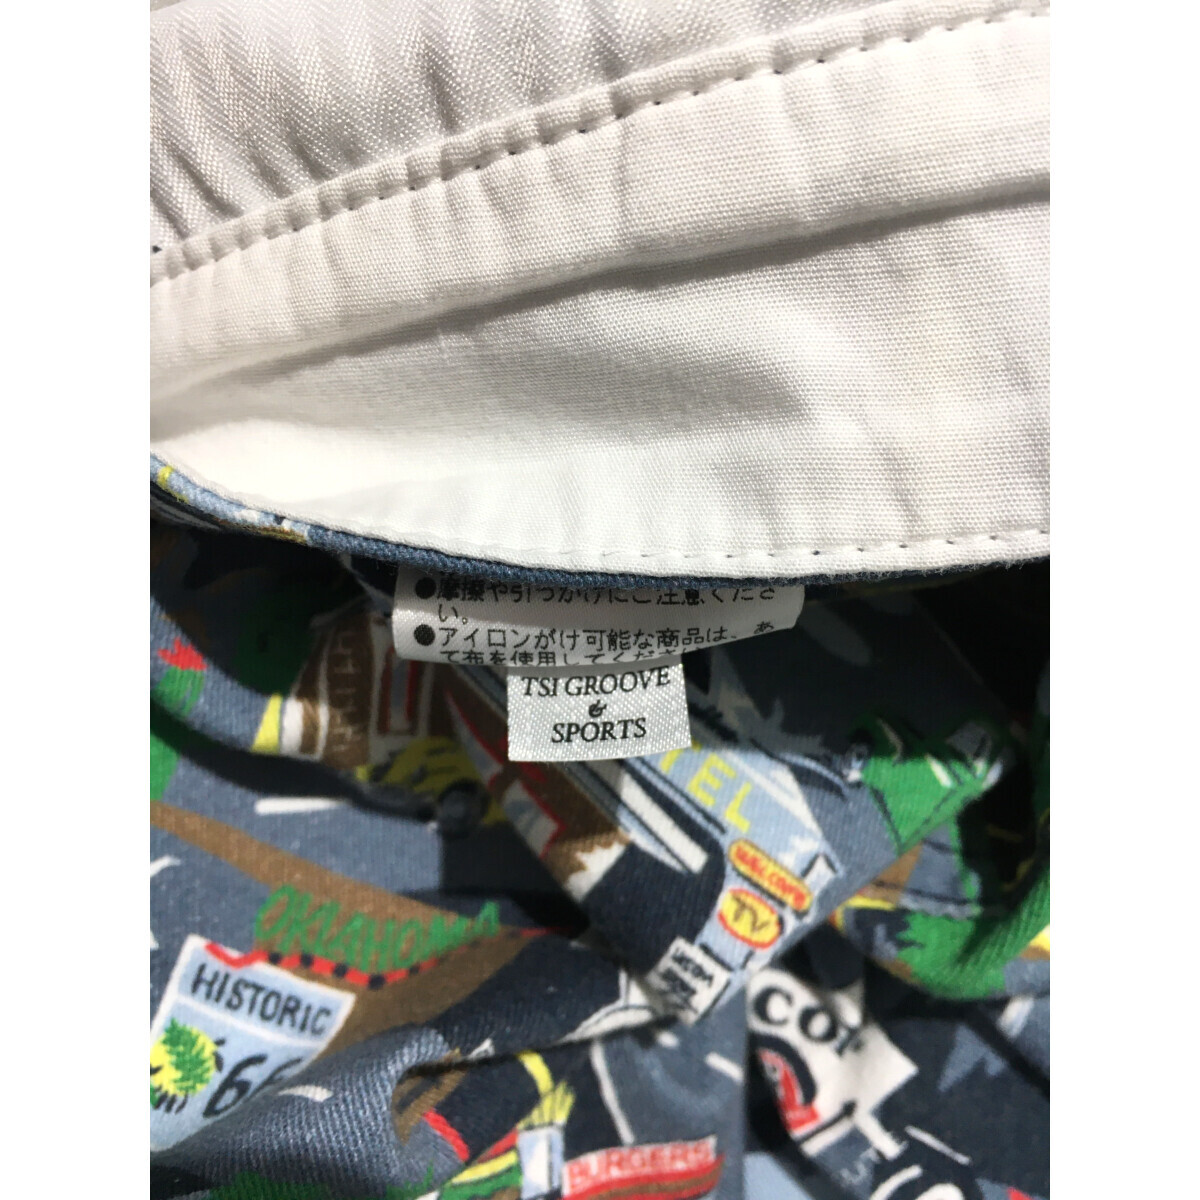 ●摩擦や引っかけにご注意くださ
い。
●アイロンがけ可能な商品は、あ
て布を使用してくださ
TSI GROOVE
&
SPORTS
TEL
WELCOME
OKLAHOMA
HISTORIC
66
COF
BURGERS